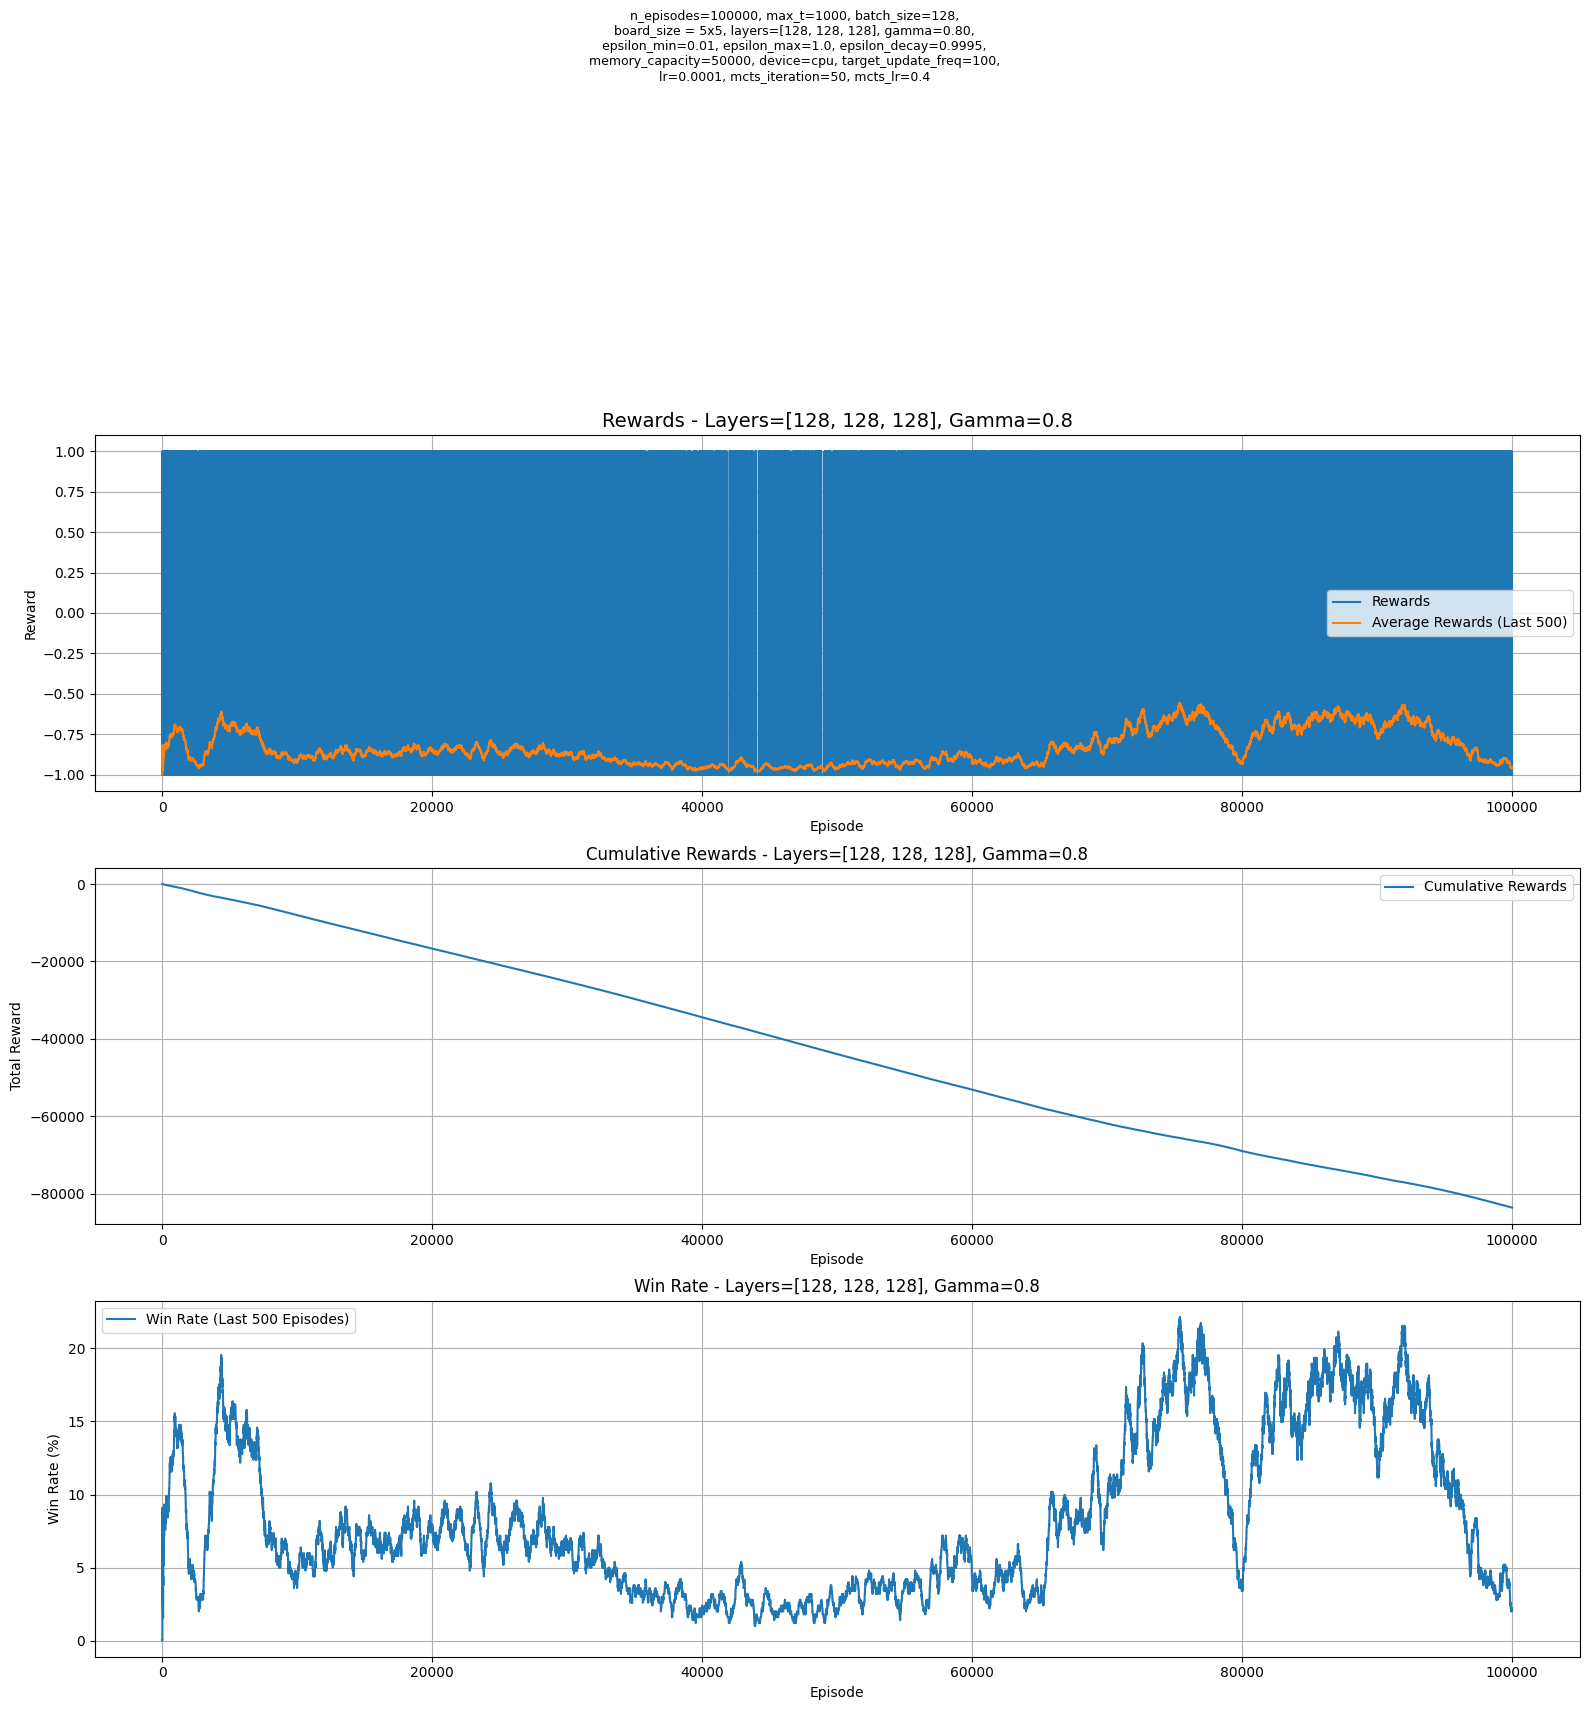 n_episodes=100000, max_t=1000, batch_size=128,
board_size = 5x5, layers=[128, 128, 128], gamma=0.80,
epsilon_min=0.01, epsilon_max=1.0, epsilon_decay=0.9995,
memory_capacity=50000, device=cpu, target_update_freq=100,
lr=0.0001, mcts_iteration=50, mcts_lr=0.4
Rewards - Layers=[128, 128, 128], Gamma=0.8
1.00
0.75
0.50
0.25
0.00
−0.25
−0.50
−0.75
−1.00
Reward
Rewards
Average Rewards (Last 500)
0 20000 40000 60000 80000 100000
Episode
Cumulative Rewards - Layers=[128, 128, 128], Gamma=0.8
0
−20000
−40000
−60000
−80000
Total Reward
Cumulative Rewards
0 20000 40000 60000 80000 100000
Episode
Win Rate - Layers=[128, 128, 128], Gamma=0.8
Win Rate (Last 500 Episodes)
20
15
10
5
0
Win Rate (%)
0 20000 40000 60000 80000 100000
Episode